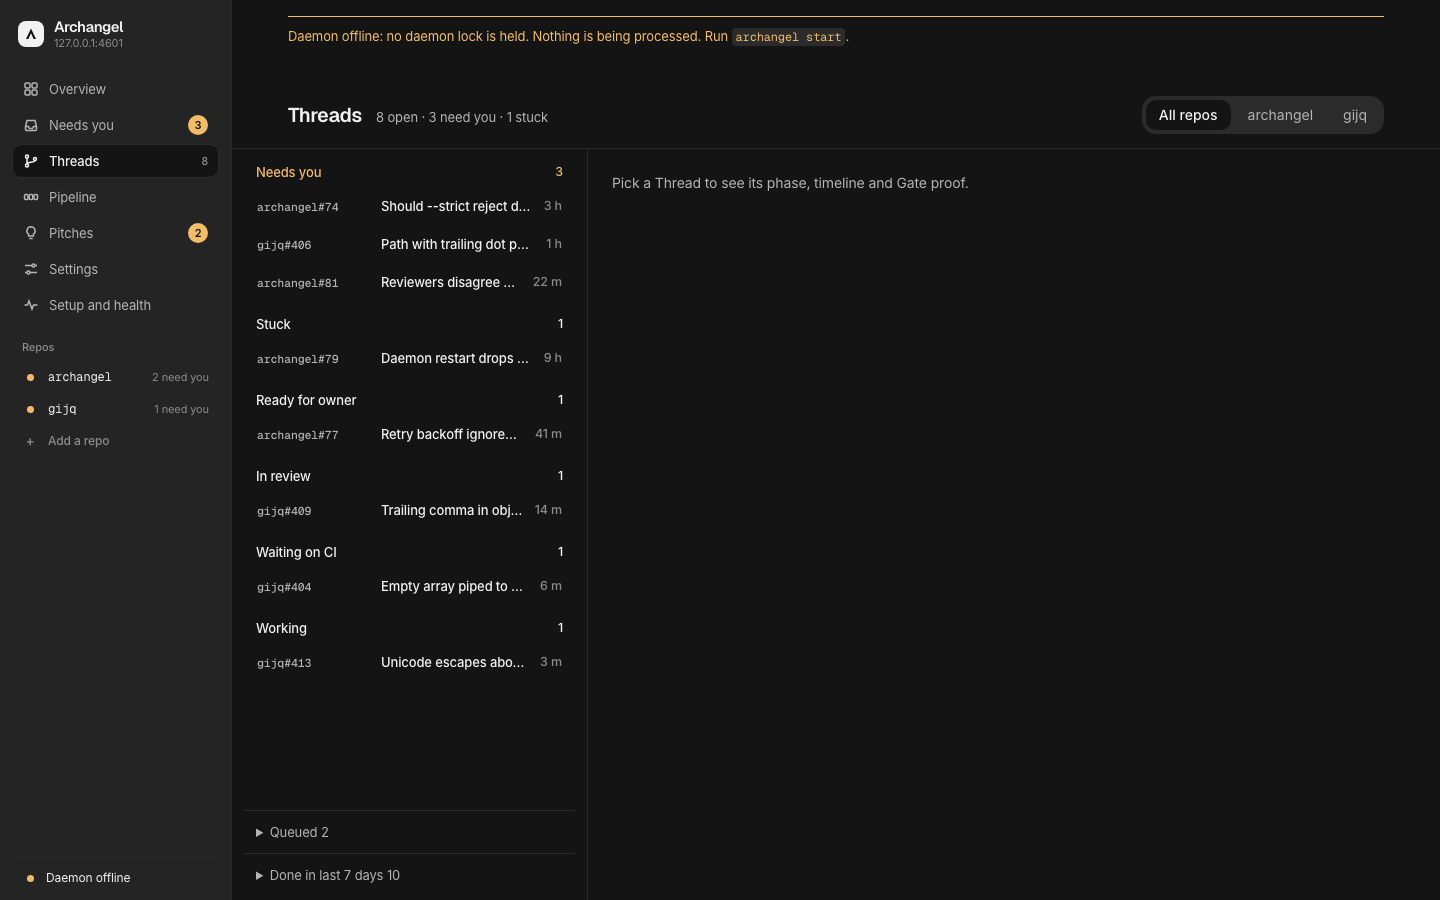 Archangel
127.0.0.1:4601
Overview
Needs you 3
Threads 8
Pipeline
Pitches 2
Settings
Setup and health
Repos
archangel 2 need you
gijq 1 need you
+ Add a repo
Daemon offline
Daemon offline: no daemon lock is held. Nothing is being processed. Run archangel start.
Threads 8 open · 3 need you · 1 stuck
All repos archangel gijq
Needs you 3
archangel#74 Should --strict reject d... 3 h
gijq#406 Path with trailing dot p... 1 h
archangel#81 Reviewers disagree ... 22 m
Stuck 1
archangel#79 Daemon restart drops ... 9 h
Ready for owner 1
archangel#77 Retry backoff ignore... 41 m
In review 1
gijq#409 Trailing comma in obj... 14 m
Waiting on CI 1
gijq#404 Empty array piped to ... 6 m
Working 1
gijq#413 Unicode escapes abo... 3 m
Queued 2
Done in last 7 days 10
Pick a Thread to see its phase, timeline and Gate proof.